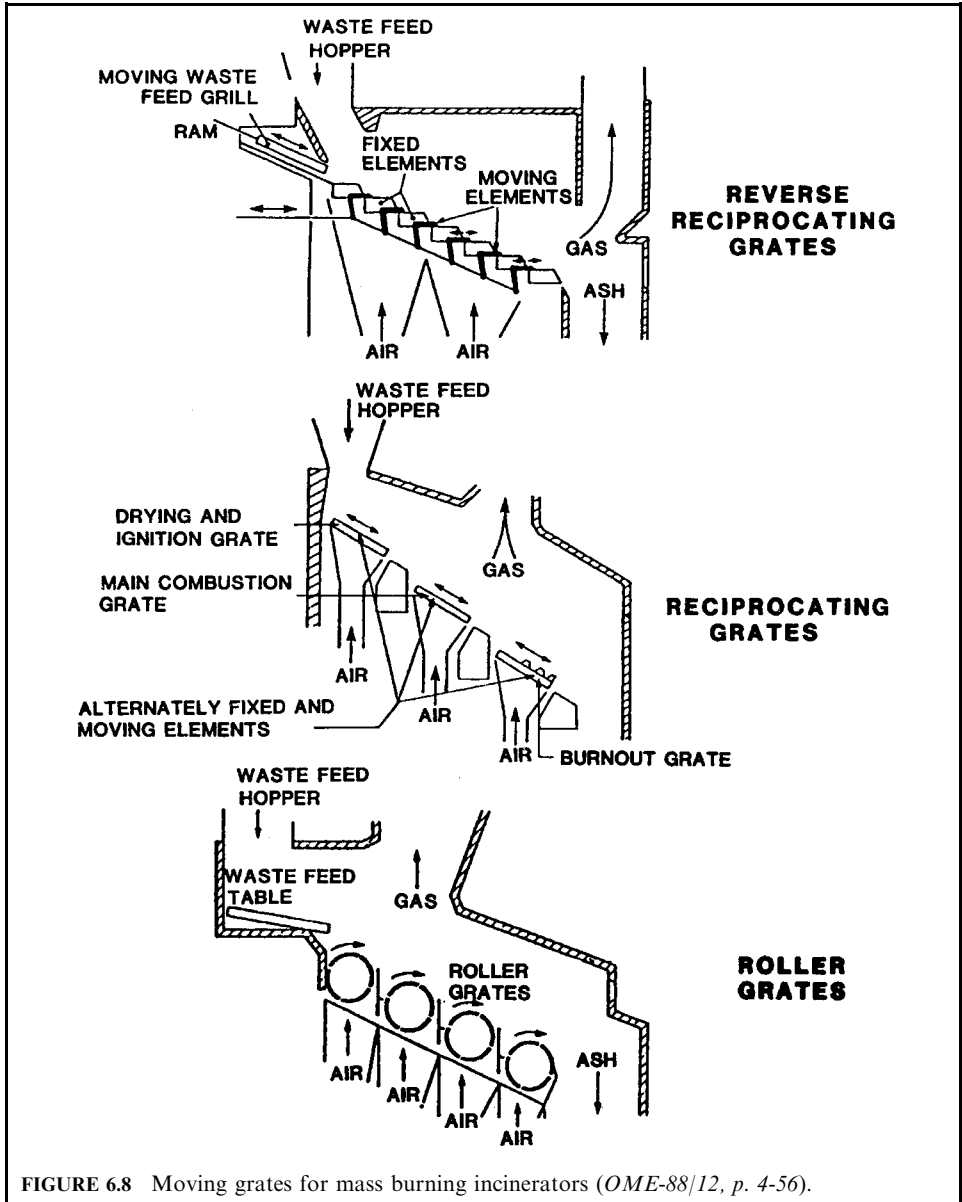 WASTE FEED
HOPPER
MOVING WASTE
FEED GRILL
RAM
FIXED
ELEMENTS
MOVING
ELEMENTS
GAS
ASH
AIR
AIR
REVERSE
RECIPROCATING
GRATES
WASTE FEED
HOPPER
DRYING AND
IGNITION GRATE
MAIN COMBUSTION
GRATE
GAS
AIR
AIR
AIR
ALTERNATELY FIXED AND
MOVING ELEMENTS
BURNOUT GRATE
RECIPROCATING
GRATES
WASTE FEED
HOPPER
WASTE FEED
TABLE
GAS
ROLLER
GRATES
AIR
AIR
AIR
AIR
ASH
ROLLER
GRATES
FIGURE 6.8 Moving grates for mass burning incinerators (OME-88/12, p. 4-56).